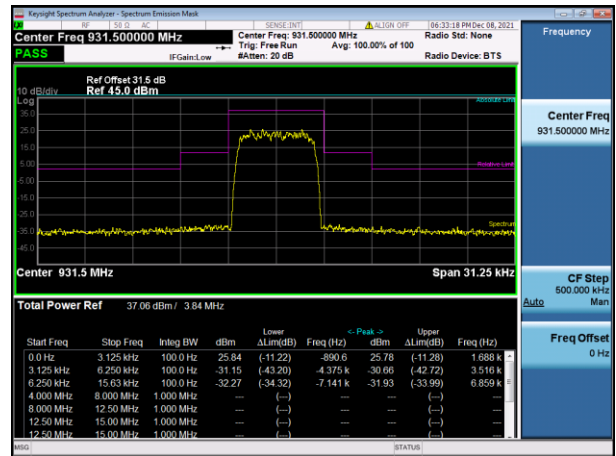 Keysight Spectrum Analyzer - Spectrum Emission Mask
RF 50 Ω AC SENSE:INT ALIGN OFF 06:33:18 PM Dec 08, 2021
Center Freq 931.500000 MHz Center Freq: 931.500000 MHz Radio Std: None
Trig: Free Run Avg: 100.00% of 100
PASS IFGain:Low #Atten: 20 dB Radio Device: BTS
Frequency
Ref Offset 31.5 dB
10 dB/div Ref 45.0 dBm
Log
Absolute Limit
35.0
25.0
15.0
5.00
Relative Limit
-5.00
-15.0
-25.0
Spectrum
-35.0
-45.0
Center 931.5 MHz Span 31.25 kHz
Center Freq
931.500000 MHz
CF Step
500.000 kHz
Auto Man
Freq Offset
0 Hz
Total Power Ref 37.06 dBm / 3.84 MHz
Lower <- Peak -> Upper
Start Freq Stop Freq Integ BW dBm ΔLim(dB) Freq (Hz) dBm ΔLim(dB) Freq (Hz)
0.0 Hz 3.125 kHz 100.0 Hz 25.84 (-11.22) -890.6 25.78 (-11.28) 1.688 k
3.125 kHz 6.250 kHz 100.0 Hz -31.15 (-43.20) -4.375 k -30.66 (-42.72) 3.516 k
6.250 kHz 15.63 kHz 100.0 Hz -32.27 (-34.32) -7.141 k -31.93 (-33.99) 6.859 k
4.000 MHz 8.000 MHz 1.000 MHz --- (---) --- --- (---) ---
8.000 MHz 12.50 MHz 1.000 MHz --- (---) --- --- (---) ---
12.50 MHz 15.00 MHz 1.000 MHz --- (---) --- --- (---) ---
12.50 MHz 15.00 MHz 1.000 MHz --- (---) --- --- (---) ---
MSG STATUS